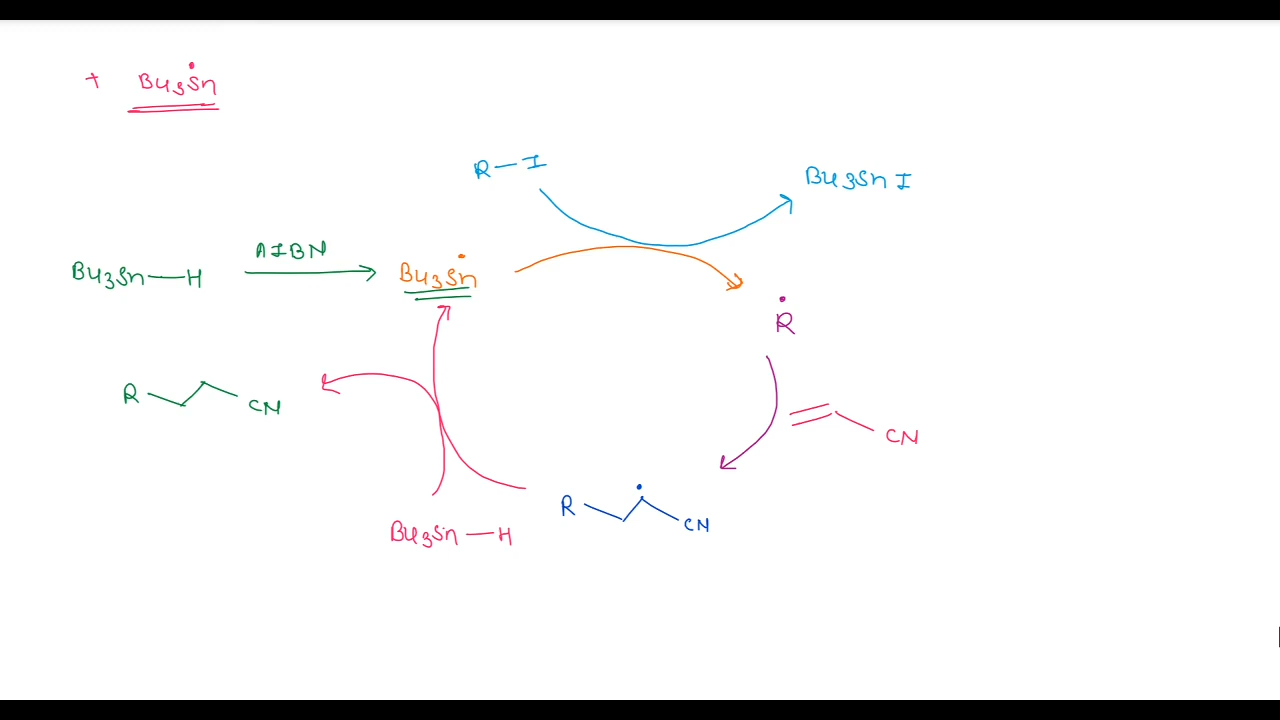 + Bu3Sn•
R—I
Bu3SnI
AIBN
Bu3Sn—H
Bu3Sn•
R•
R CN
CN
R • CN
Bu3Sn—H